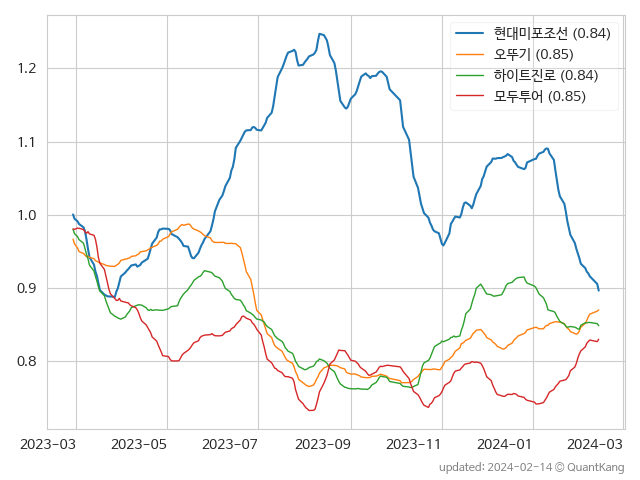 현대미포조선 (0.84)
오뚜기 (0.85)
하이트진로 (0.84)
모두투어 (0.85)
1.2
1.1
1.0
0.9
0.8
2023-03 2023-05 2023-07 2023-09 2023-11 2024-01 2024-03
updated: 2024-02-14 © QuantKang